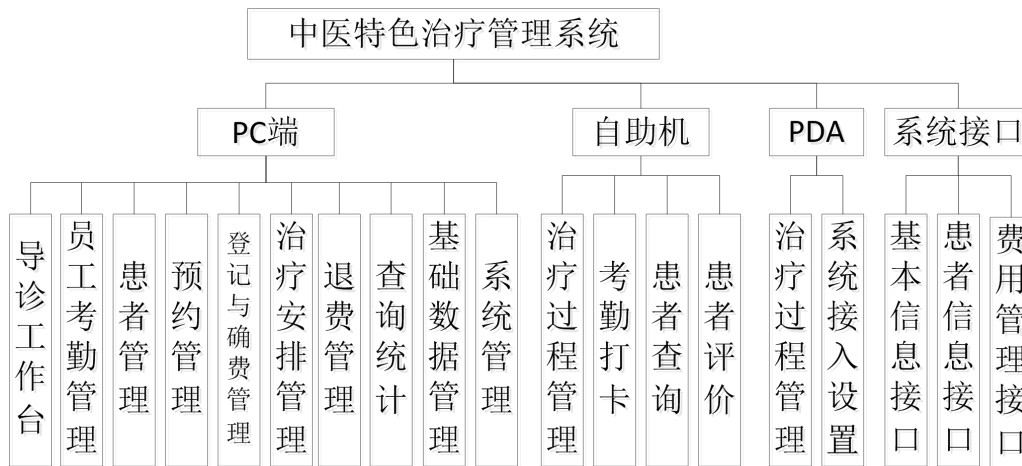 中医特色治疗管理系统
PC端
自助机
PDA
系统接口
导诊工作台
员工考勤管理
患者管理
预约管理
登记与确费管理
治疗安排管理
退费管理
查询统计
基础数据管理
系统管理
治疗过程管理
考勤打卡
患者查询
患者评价
治疗过程管理
系统接入设置
基本信息接口
患者信息接口
费用管理接口